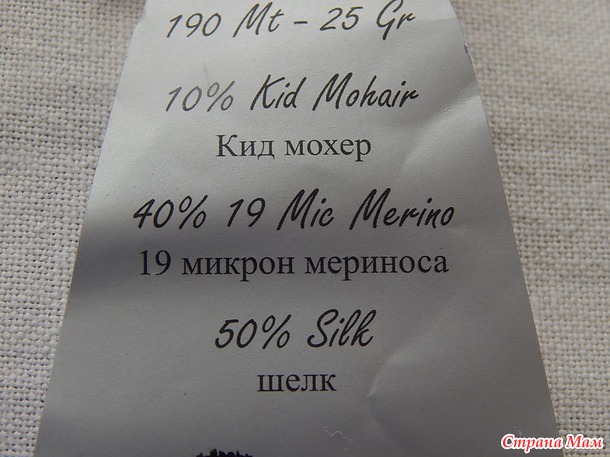 190 Mt - 25 Gr
10% Kid Mohair
Кид мохер
40% 19 Mic Merino
19 микрон мериноса
50% Silk
шелк
Страна Мам